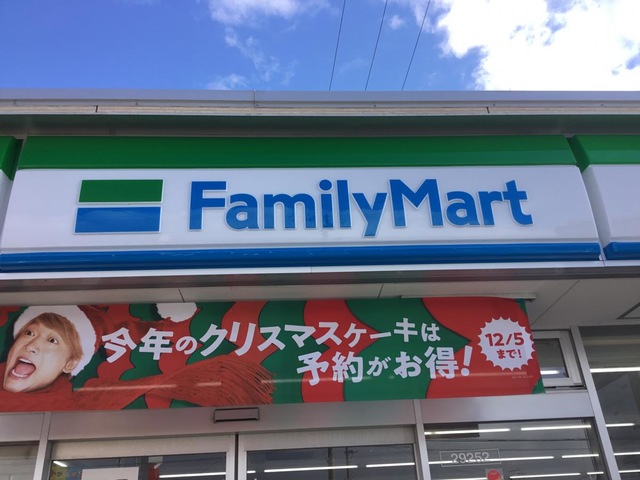 FamilyMart
今年のクリスマスケーキは
予約がお得!
12/5
まで!
29252